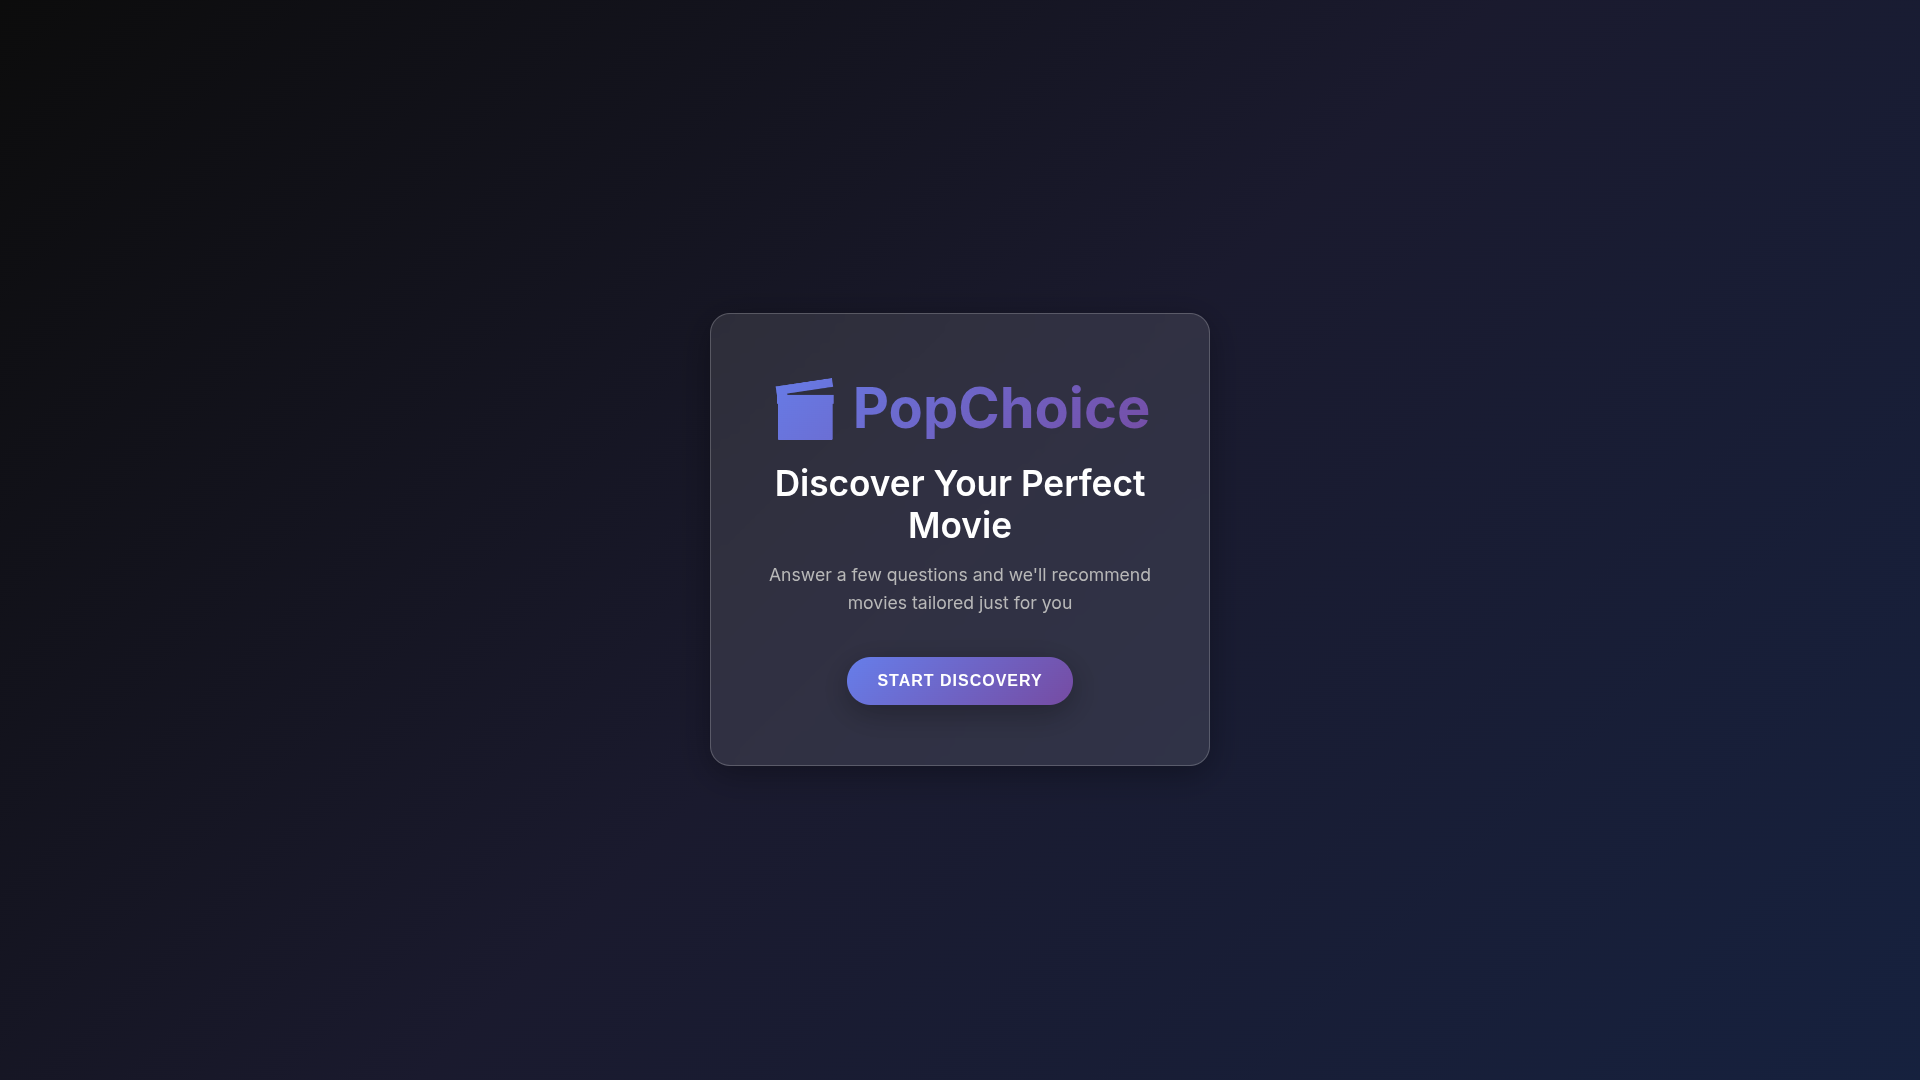 PopChoice
Discover Your Perfect
Movie
Answer a few questions and we'll recommend
movies tailored just for you
START DISCOVERY